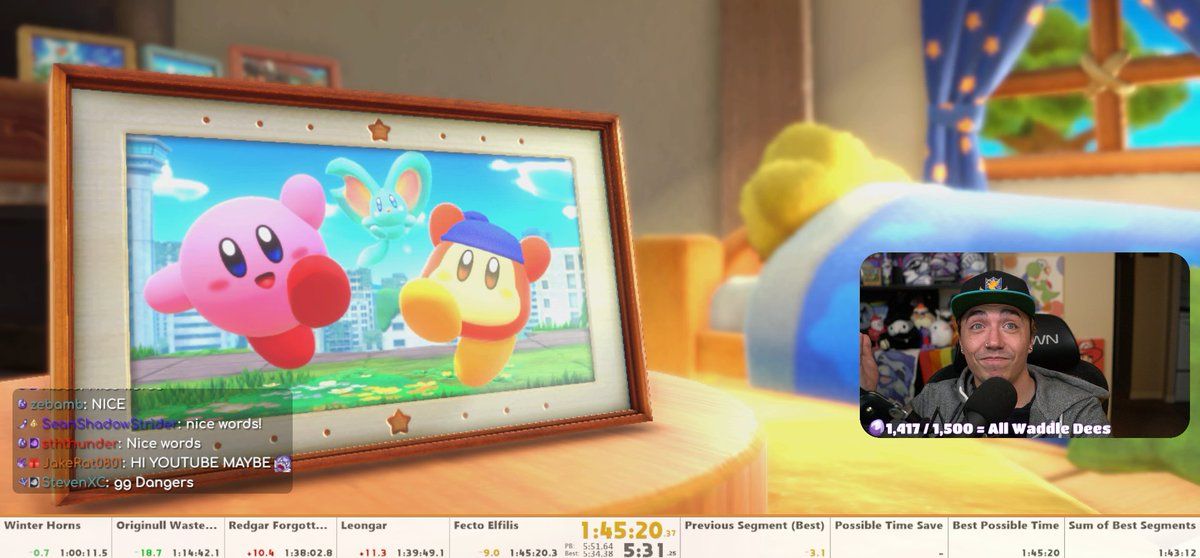 zebamb: NICE
SeanShadowStrider: nice words!
sththunder: Nice words
JakeRat080: HI YOUTUBE MAYBE
StevenXC: gg Dangers
WN
1,417 / 1,500 = All Waddle Dees
Winter Horns
-0.7 1:00:11.5
Originull Waste...
-18.7 1:14:42.1
Redgar Forgott...
+10.4 1:38:02.8
Leongar
+11.3 1:39:49.1
Fecto Elfilis
-9.0 1:45:20.3
1:45:20.37
PB: 5:51.64
Best: 5:34.38
5:31.25
Previous Segment (Best)
-3.1
Possible Time Save
-
Best Possible Time
1:45:20
Sum of Best Segments